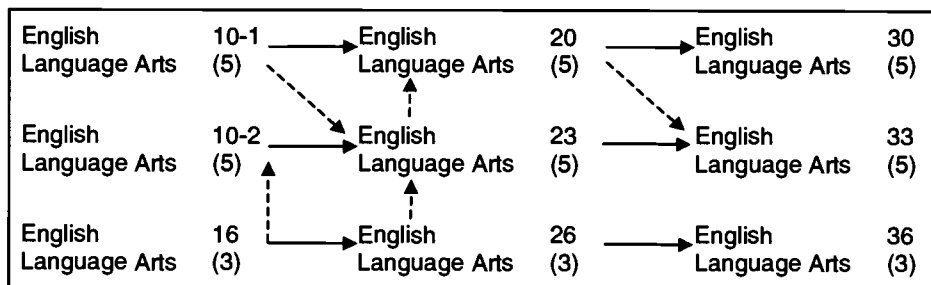 English 10-1 English 20 English 30
Language Arts (5) Language Arts (5) Language Arts (5)
English 10-2 English 23 English 33
Language Arts (5) Language Arts (5) Language Arts (5)
English 16 English 26 English 36
Language Arts (3) Language Arts (3) Language Arts (3)